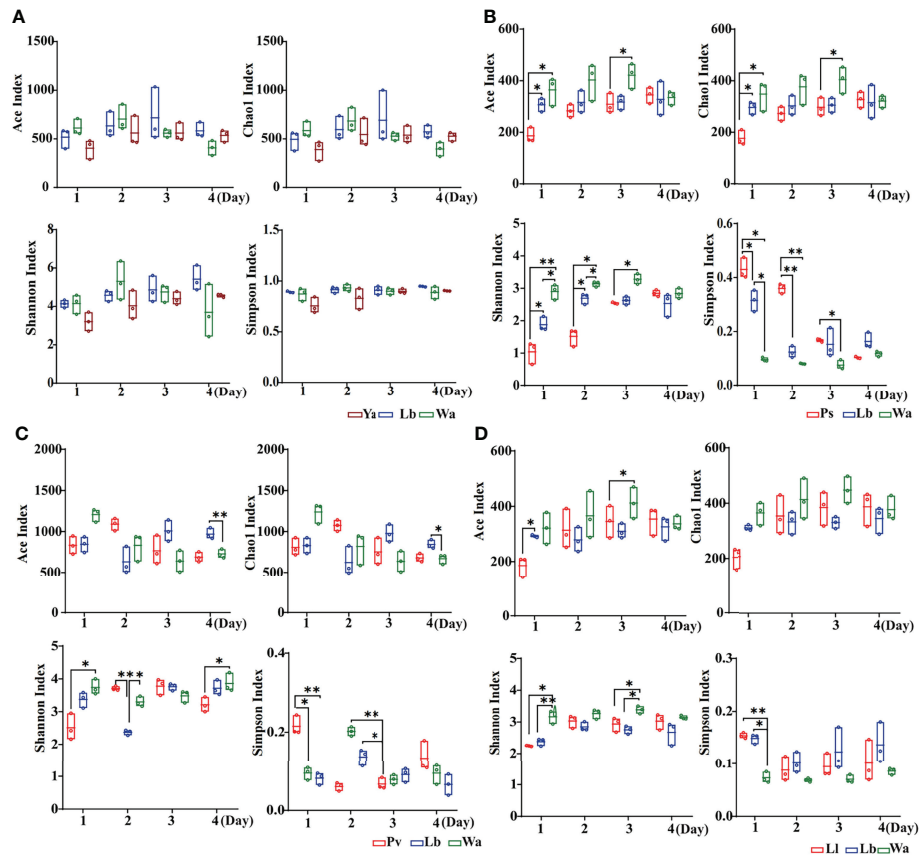 A
B
Ace Index
1500
1000
500
0
1 2 3 4(Day)
Chao1 Index
1500
1000
500
0
1 2 3 4(Day)
Ace Index
600
400
200
0
* * *
1 2 3 4(Day)
Chao1 Index
600
400
200
0
* * *
1 2 3 4(Day)
Shannon Index
8
6
4
2
0
1 2 3 4(Day)
Simpson Index
1.5
1.0
0.5
0.0
1 2 3 4(Day)
Ya Lb Wa
Shannon Index
5
4
3
2
1
0
** * * * * * *
1 2 3 4(Day)
Simpson Index
0.6
0.4
0.2
0.0
* * * ** ** *
1 2 3 4(Day)
Ps Lb Wa
C
D
Ace Index
2000
1500
1000
500
0
**
1 2 3 4(Day)
Chao1 Index
2000
1500
1000
500
0
*
1 2 3 4(Day)
Ace Index
600
400
200
0
* *
1 2 3 4(Day)
Chao1 Index
600
400
200
0
1 2 3 4(Day)
Shannon Index
5
4
3
2
1
0
* *** *
1 2 3 4(Day)
Simpson Index
0.4
0.2
0.0
** * ** *
1 2 3 4(Day)
Pv Lb Wa
Shannon Index
5
4
3
2
1
0
* ** * *
1 2 3 4(Day)
Simpson Index
0.3
0.2
0.1
0.0
** *
1 2 3 4(Day)
Ll Lb Wa